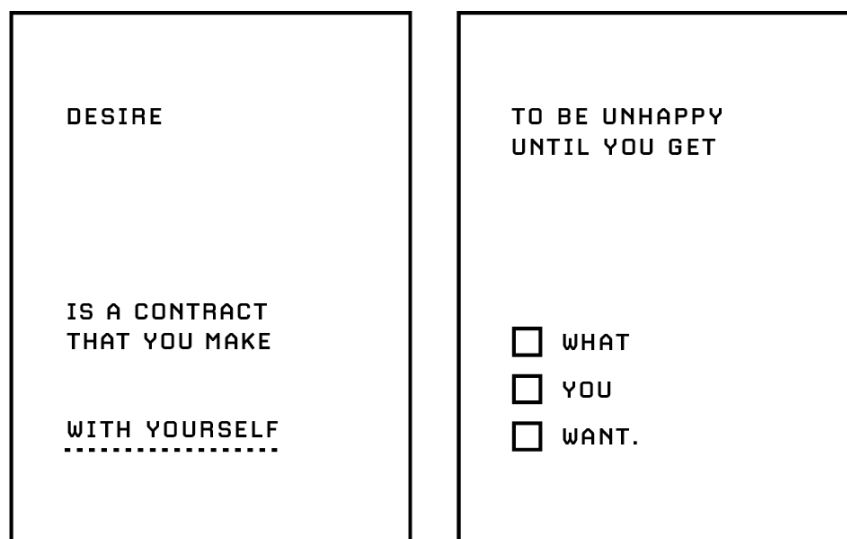 DESIRE
IS A CONTRACT
THAT YOU MAKE
WITH YOURSELF
TO BE UNHAPPY
UNTIL YOU GET
WHAT
YOU
WANT.